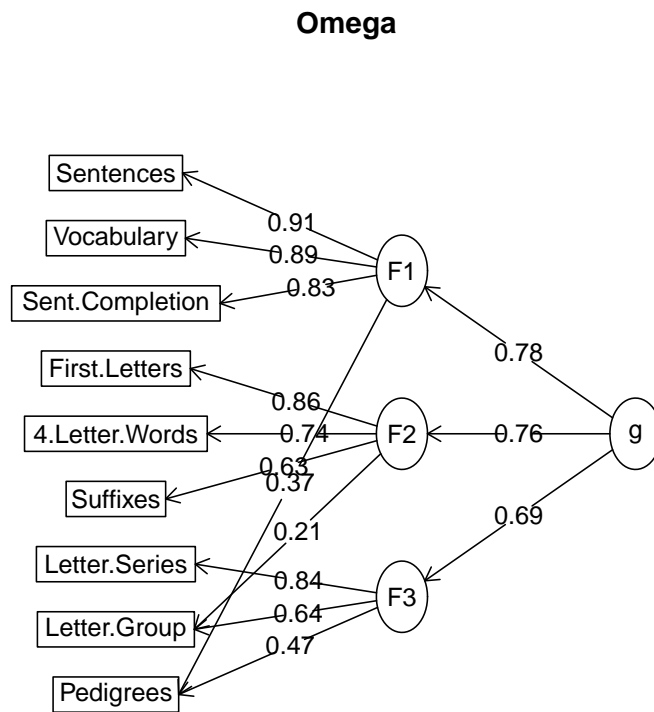 Omega
Sentences
0.91
Vocabulary
0.89
F1
Sent.Completion
0.83
0.78
First.Letters
0.86
4.Letter.Words
0.74
F2
0.76
g
0.63
Suffixes
0.37
0.69
0.21
Letter.Series
0.84
F3
Letter.Group
0.64
0.47
Pedigrees